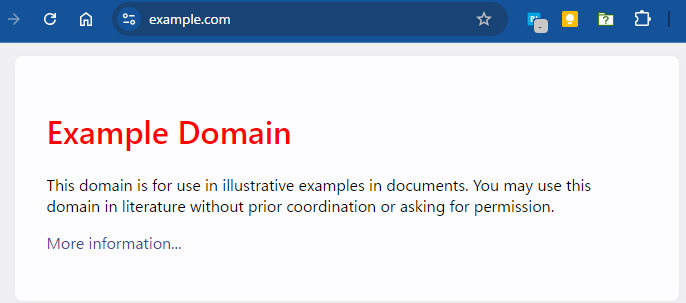 example.com
Example Domain
This domain is for use in illustrative examples in documents. You may use this
domain in literature without prior coordination or asking for permission.
More information...